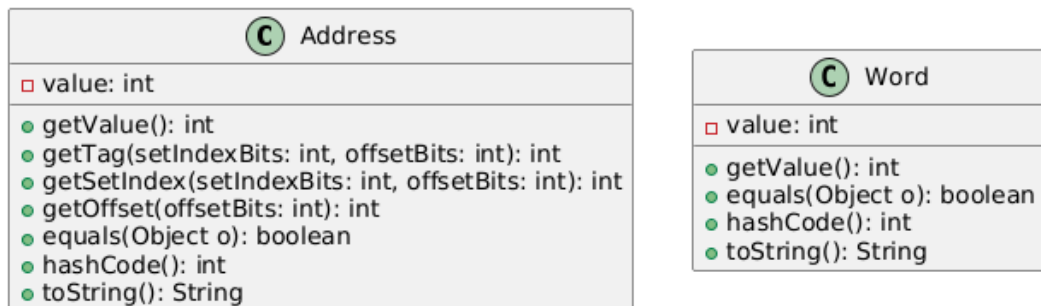 C Address
value: int
getValue(): int
getTag(setIndexBits: int, offsetBits: int): int
getSetIndex(setIndexBits: int, offsetBits: int): int
getOffset(offsetBits: int): int
equals(Object o): boolean
hashCode(): int
toString(): String
C Word
value: int
getValue(): int
equals(Object o): boolean
hashCode(): int
toString(): String